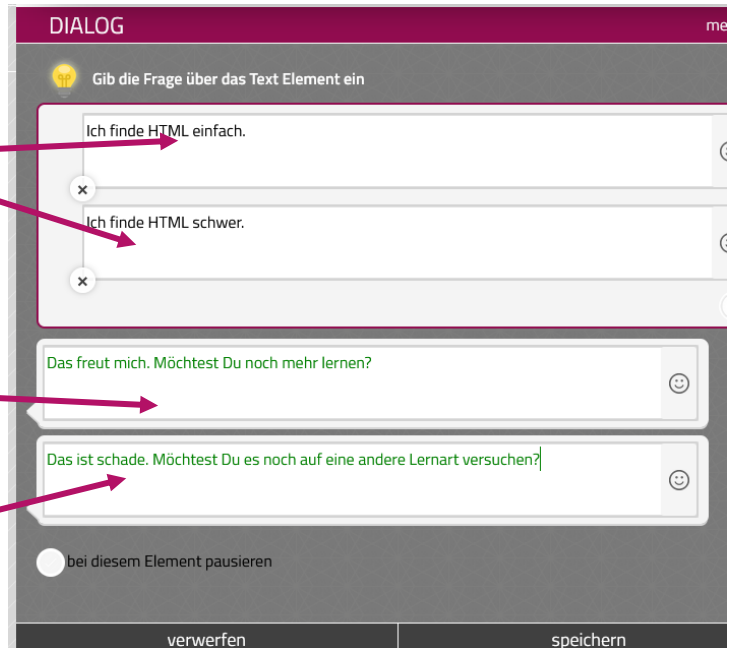 DIALOG
me
Gib die Frage über das Text Element ein
Ich finde HTML einfach.
Ich finde HTML schwer.
Das freut mich. Möchtest Du noch mehr lernen?
Das ist schade. Möchtest Du es noch auf eine andere Lernart versuchen?
bei diesem Element pausieren
verwerfen
speichern